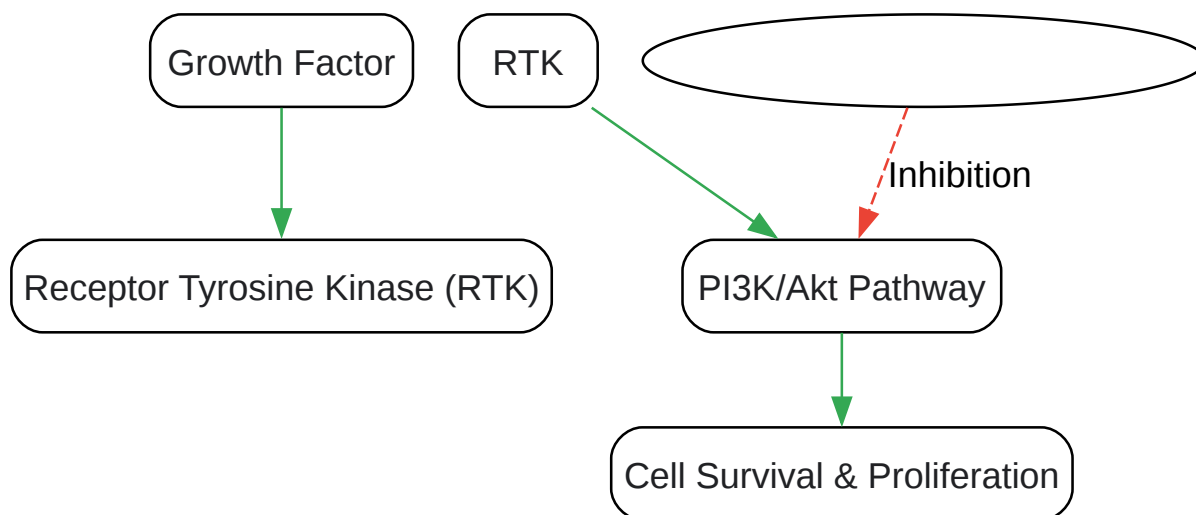 Growth Factor
RTK
Inhibition
Receptor Tyrosine Kinase (RTK)
PI3K/Akt Pathway
Cell Survival & Proliferation